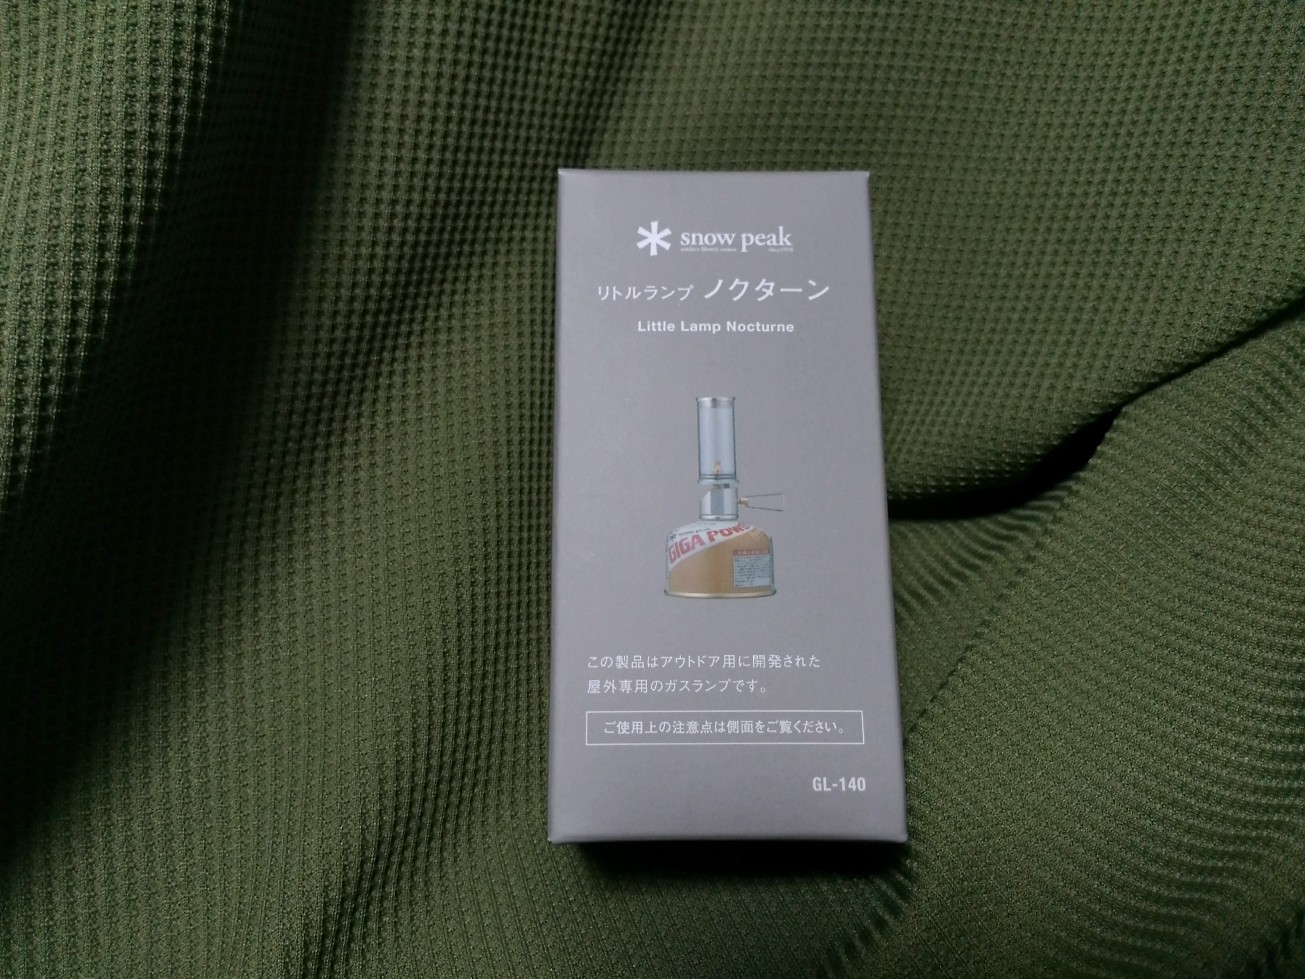 snow peak
リトルランプ ノクターン
Little Lamp Nocturne
GIGA POW
この製品はアウトドア用に開発された
屋外専用のガスランプです。
ご使用上の注意点は側面をご覧ください。
GL-140